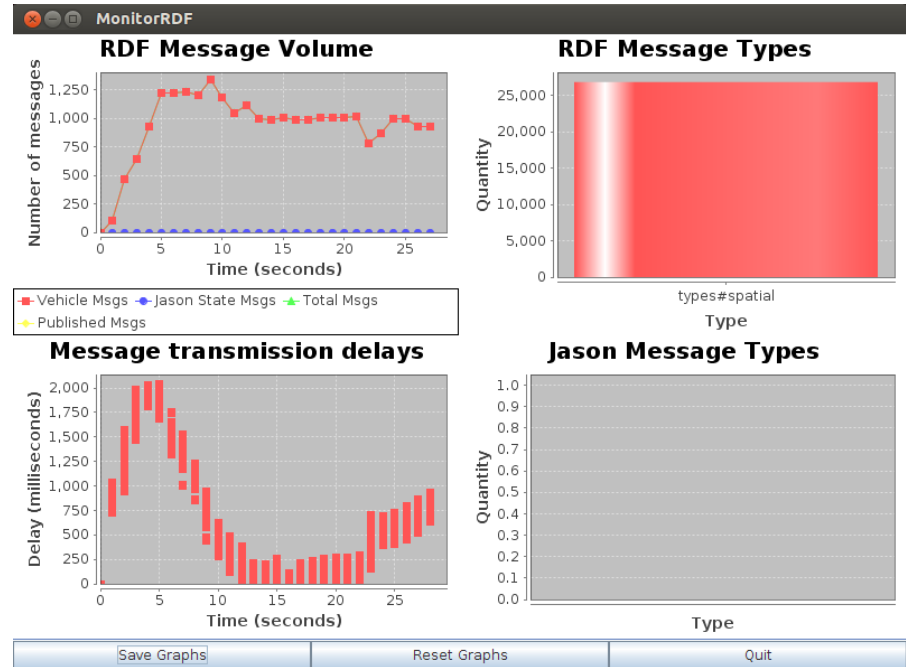 MonitorRDF
RDF Message Volume
Number of messages
1,250
1,000
750
500
250
0
0 5 10 15 20 25
Time (seconds)
Vehicle Msgs Jason State Msgs Total Msgs
Published Msgs
RDF Message Types
Quantity
25,000
20,000
15,000
10,000
5,000
0
types#spatial
Type
Message transmission delays
Delay (milliseconds)
2,000
1,750
1,500
1,250
1,000
750
500
250
0
0 5 10 15 20 25
Time (seconds)
Jason Message Types
Quantity
1.0
0.9
0.8
0.7
0.6
0.5
0.4
0.3
0.2
0.1
0.0
Type
Save Graphs Reset Graphs Quit